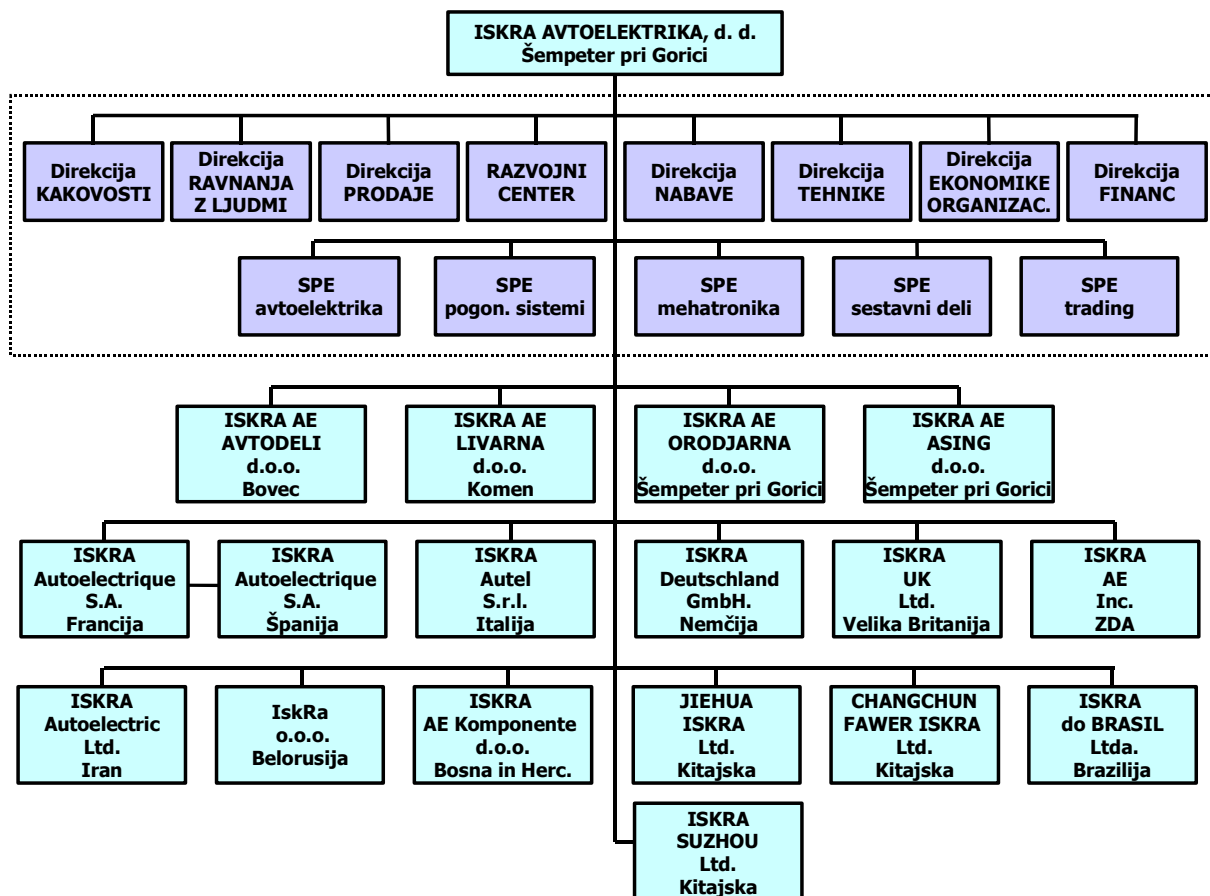 ISKRA AVTOELEKTRIKA, d. d.
Šempeter pri Gorici
Direkcija
KAKOVOSTI
Direkcija
RAVNANJA
Z LJUDMI
Direkcija
PRODAJE
RAZVOJNI
CENTER
Direkcija
NABAVE
Direkcija
TEHNIKE
Direkcija
EKONOMIKE
ORGANIZAC.
Direkcija
FINANC
SPE
avtoelektrika
SPE
pogon. sistemi
SPE
mehatronika
SPE
sestavni deli
SPE
trading
ISKRA AE
AVTODELI
d.o.o.
Bovec
ISKRA AE
LIVARNA
d.o.o.
Komen
ISKRA AE
ORODJARNA
d.o.o.
Šempeter pri Gorici
ISKRA AE
ASING
d.o.o.
Šempeter pri Gorici
ISKRA
Autoelectrique
S.A.
Francija
ISKRA
Autoelectrique
S.A.
Španija
ISKRA
Autel
S.r.l.
Italija
ISKRA
Deutschland
GmbH.
Nemčija
ISKRA
UK
Ltd.
Velika Britanija
ISKRA
AE
Inc.
ZDA
ISKRA
Autoelectric
Ltd.
Iran
IskRa
o.o.o.
Belorusija
ISKRA
AE Komponente
d.o.o.
Bosna in Herc.
JIEHUA
ISKRA
Ltd.
Kitajska
CHANGCHUN
FAWER ISKRA
Ltd.
Kitajska
ISKRA
do BRASIL
Ltda.
Brazilija
ISKRA
SUZHOU
Ltd.
Kitajska